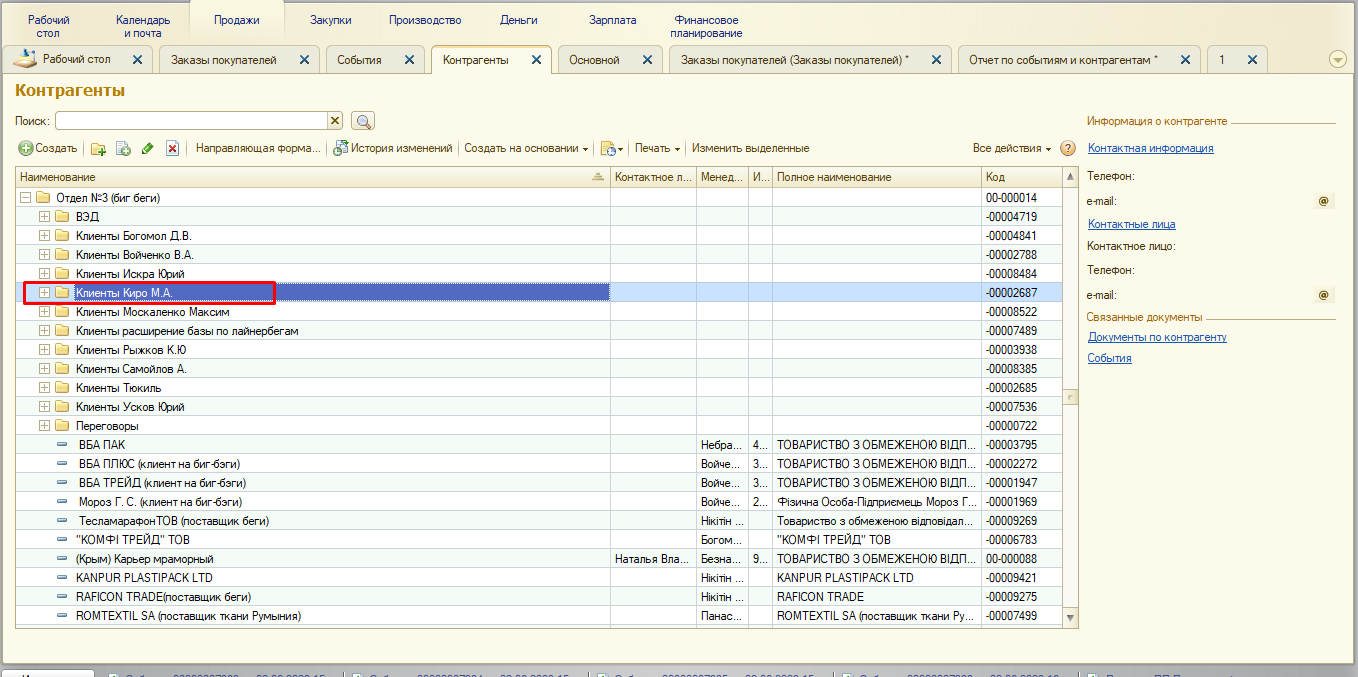 Рабочий стол
Календарь и почта
Продажи
Закупки
Производство
Деньги
Зарплата
Финансовое планирование
Рабочий стол
Заказы покупателей
События
Контрагенты
Основной
Заказы покупателей (Заказы покупателей) *
Отчет по событиям и контрагентам *
1
Контрагенты
Поиск:
Создать
Направляющая форма...
История изменений
Создать на основании
Печать
Изменить выделенные
Все действия
Наименование Контактное л... Менед... И... Полное наименование Код
Отдел №3 (биг беги) 00-000014
ВЭД -00004719
Клиенты Богомол Д.В. -00004841
Клиенты Войченко В.А. -00002788
Клиенты Искра Юрий -00008484
Клиенты Киро М.А. -00002687
Клиенты Москаленко Максим -00008522
Клиенты расширение базы по лайнербегам -00007489
Клиенты Рыжков К.Ю -00003938
Клиенты Самойлов А. -00008385
Клиенты Тюкиль -00002685
Клиенты Усков Юрий -00007536
Переговоры -00000722
ВБА ПАК Небра... 4... ТОВАРИСТВО З ОБМЕЖЕНОЮ ВІДП... -00003795
ВБА ПЛЮС (клиент на биг-бэги) Войче... 3... ТОВАРИСТВО З ОБМЕЖЕНОЮ ВІДП... -00002272
ВБА ТРЕЙД (клиент на биг-бэги) Войче... 3... ТОВАРИСТВО З ОБМЕЖЕНОЮ ВІДП... -00001947
Мороз Г. С. (клиент на биг-бэги) Войче... 2... Фізична Особа-Підприємець Мороз Г... -00001969
ТесламарафонТОВ (поставщик беги) Нікітін ... Товариство з обмеженою відповідал... -00009269
"КОМФІ ТРЕЙД" ТОВ Богом... "КОМФІ ТРЕЙД" ТОВ -00006783
(Крым) Карьер мраморный Наталья Вла... Безна... 9... ТОВАРИСТВО З ОБМЕЖЕНОЮ ВІДП... 00-000088
KANPUR PLASTIPACK LTD Нікітін ... KANPUR PLASTIPACK LTD -00009421
RAFICON TRADE(поставщик беги) Нікітін ... RAFICON TRADE -00009275
ROMTEXTIL SA (поставщик ткани Румыния) Панас... ROMTEXTIL SA (поставщик ткани Ру... -00007499
Информация о контрагенте
Контактная информация
Телефон:
e-mail: @
Контактные лица
Контактное лицо:
Телефон:
e-mail: @
Связанные документы
Документы по контрагенту
События